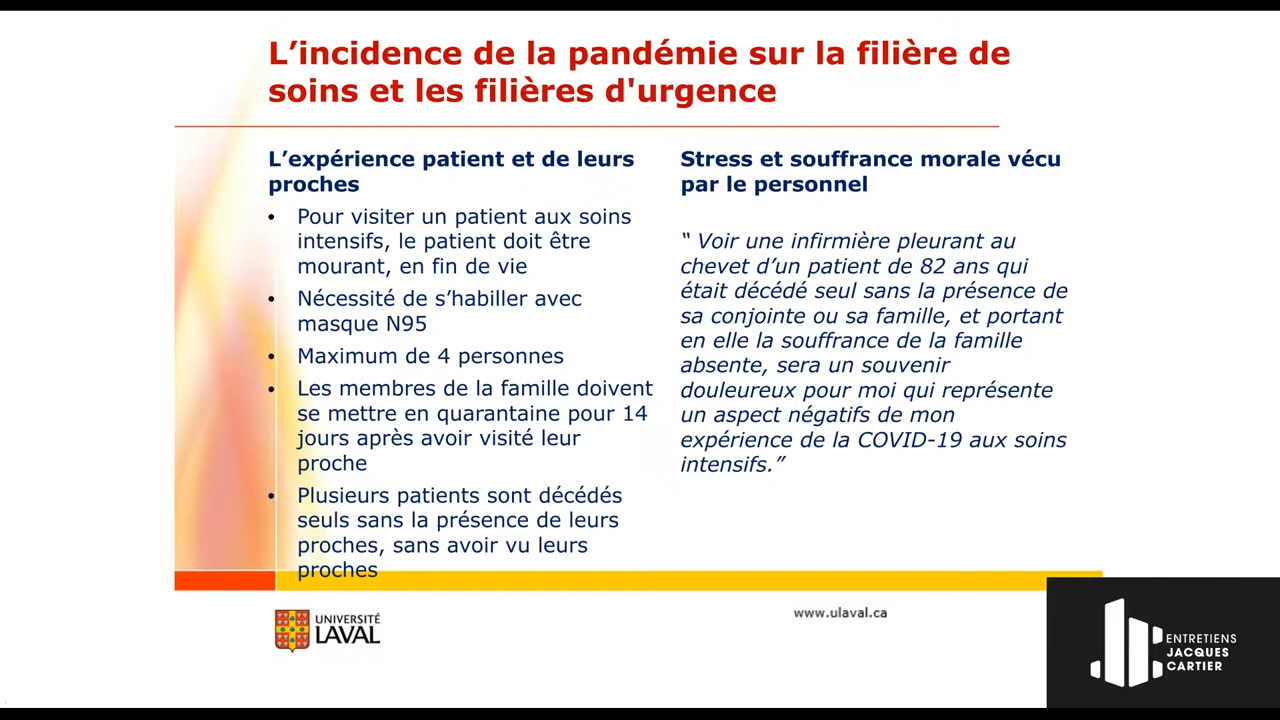 L’incidence de la pandémie sur la filière de
soins et les filières d'urgence
L’expérience patient et de leurs
proches
• Pour visiter un patient aux soins
intensifs, le patient doit être
mourant, en fin de vie
• Nécessité de s’habiller avec
masque N95
• Maximum de 4 personnes
• Les membres de la famille doivent
se mettre en quarantaine pour 14
jours après avoir visité leur
proche
• Plusieurs patients sont décédés
seuls sans la présence de leurs
proches, sans avoir vu leurs
proches
Stress et souffrance morale vécu
par le personnel
“ Voir une infirmière pleurant au
chevet d’un patient de 82 ans qui
était décédé seul sans la présence de
sa conjointe ou sa famille, et portant
en elle la souffrance de la famille
absente, sera un souvenir
douleureux pour moi qui représente
un aspect négatifs de mon
expérience de la COVID-19 aux soins
intensifs.”
UNIVERSITÉ
LAVAL
www.ulaval.ca
ENTRETIENS
JACQUES
CARTIER